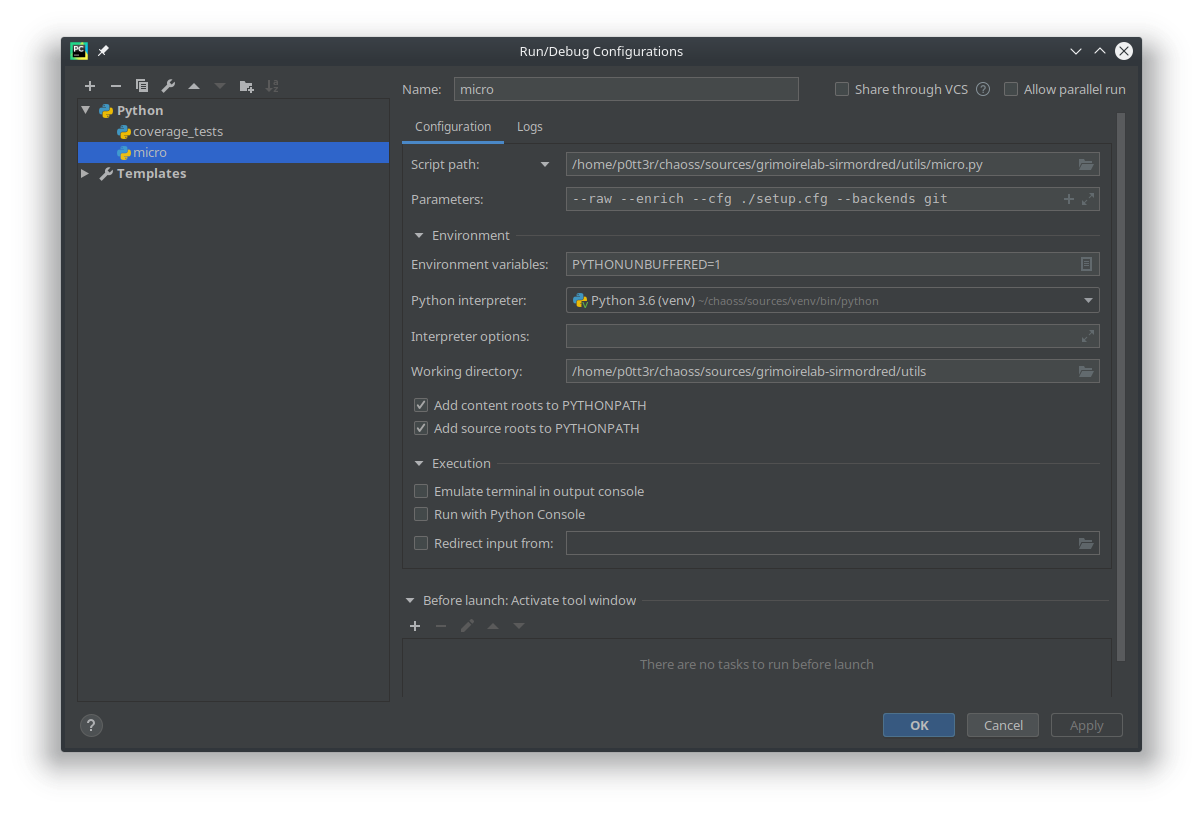 PC
Run/Debug Configurations
Name: micro
Share through VCS ? Allow parallel run
Python
coverage_tests
micro
Templates
Configuration Logs
Script path: /home/p0tt3r/chaoss/sources/grimoirelab-sirmordred/utils/micro.py
Parameters: --raw --enrich --cfg ./setup.cfg --backends git
Environment
Environment variables: PYTHONUNBUFFERED=1
Python interpreter: Python 3.6 (venv) ~/chaoss/sources/venv/bin/python
Interpreter options:
Working directory: /home/p0tt3r/chaoss/sources/grimoirelab-sirmordred/utils
Add content roots to PYTHONPATH
Add source roots to PYTHONPATH
Execution
Emulate terminal in output console
Run with Python Console
Redirect input from:
Before launch: Activate tool window
There are no tasks to run before launch
? OK Cancel Apply